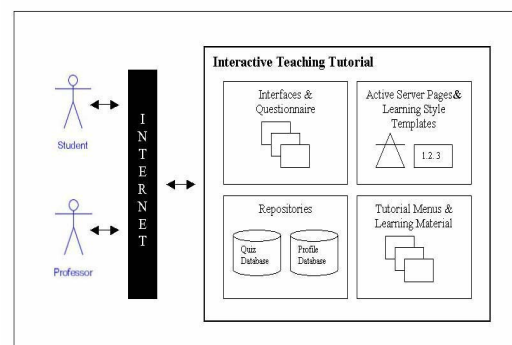 Interactive Teaching Tutorial
Interfaces &
Questionnaire
Active Server Pages&
Learning Style
Templates
1.2.3
Student
INTERNET
Professor
Repositories
Quiz
Database
Profile
Database
Tutorial Menus &
Learning Material